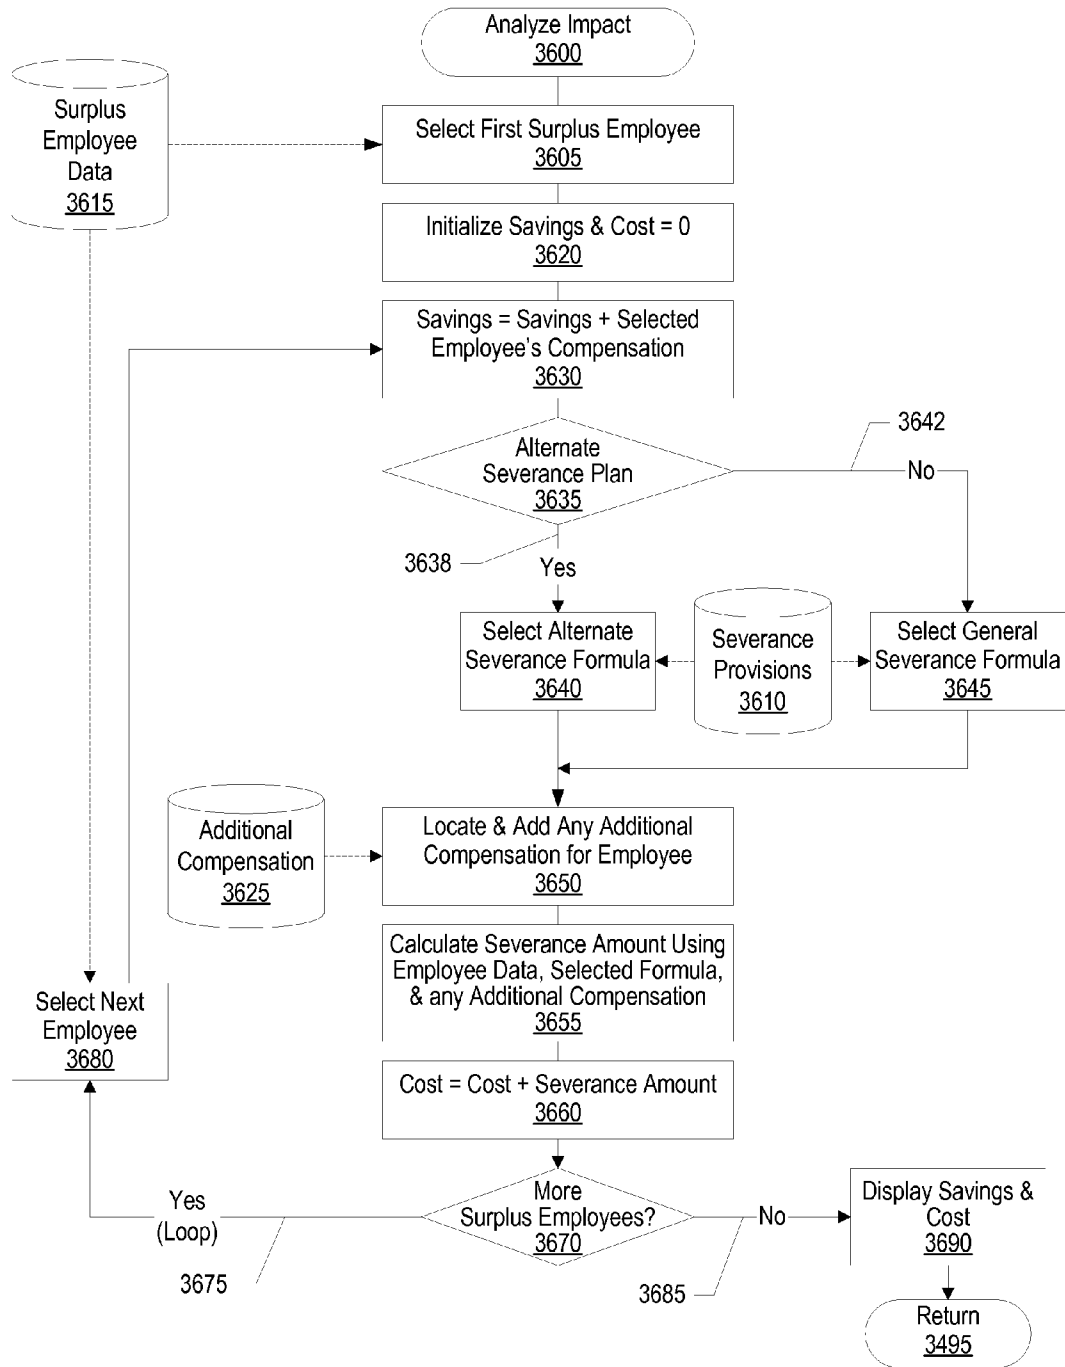 Analyze Impact
3600
Surplus
Employee
Data
3615
Select First Surplus Employee
3605
Initialize Savings & Cost = 0
3620
Savings = Savings + Selected
Employee's Compensation
3630
3642
Alternate
Severance Plan
3635
No
3638
Yes
Select Alternate
Severance Formula
3640
Severance
Provisions
3610
Select General
Severance Formula
3645
Additional
Compensation
3625
Locate & Add Any Additional
Compensation for Employee
3650
Calculate Severance Amount Using
Employee Data, Selected Formula,
& any Additional Compensation
3655
Select Next
Employee
3680
Cost = Cost + Severance Amount
3660
Yes
(Loop)
3675
More
Surplus Employees?
3670
No
3685
Display Savings &
Cost
3690
Return
3495